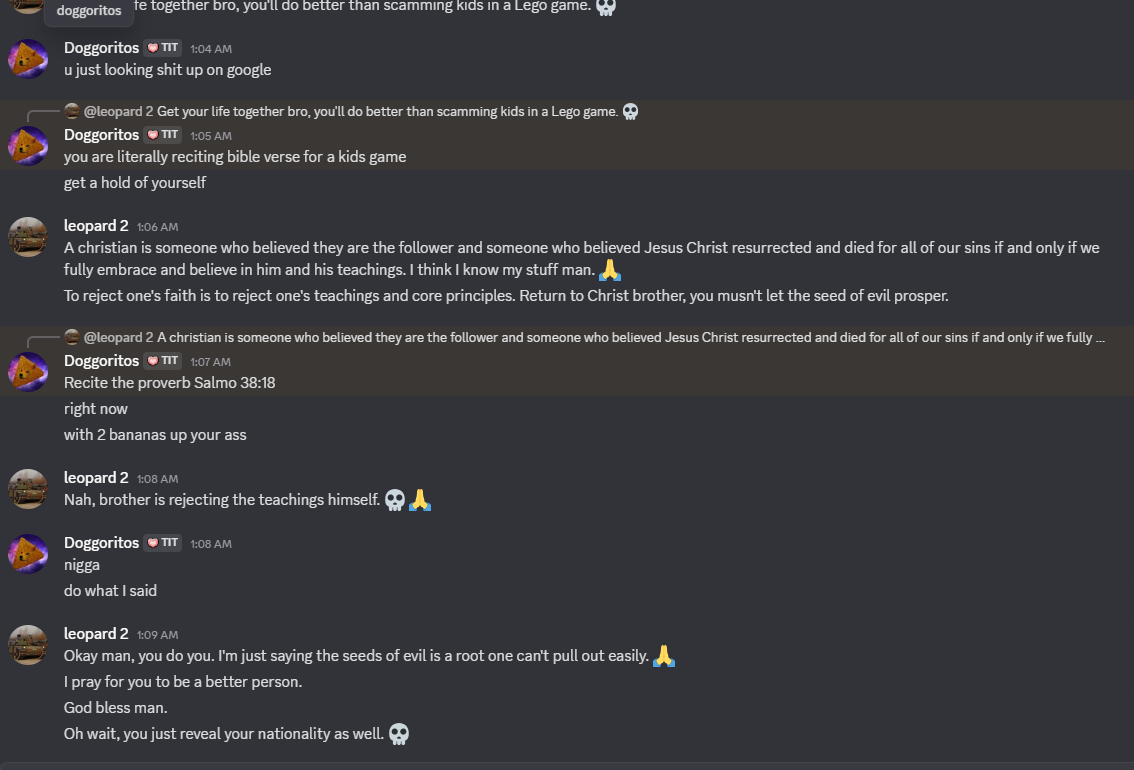 fe together bro, you'll do better than scamming kids in a Lego game. 💀
doggoritos
Doggoritos TIT 1:04 AM
u just looking shit up on google
@leopard 2 Get your life together bro, you'll do better than scamming kids in a Lego game. 💀
Doggoritos TIT 1:05 AM
you are literally reciting bible verse for a kids game
get a hold of yourself
leopard 2 1:06 AM
A christian is someone who believed they are the follower and someone who believed Jesus Christ resurrected and died for all of our sins if and only if we
fully embrace and believe in him and his teachings. I think I know my stuff man. 🙏
To reject one's faith is to reject one's teachings and core principles. Return to Christ brother, you musn't let the seed of evil prosper.
@leopard 2 A christian is someone who believed they are the follower and someone who believed Jesus Christ resurrected and died for all of our sins if and only if we fully ...
Doggoritos TIT 1:07 AM
Recite the proverb Salmo 38:18
right now
with 2 bananas up your ass
leopard 2 1:08 AM
Nah, brother is rejecting the teachings himself. 💀🙏
Doggoritos TIT 1:08 AM
nigga
do what I said
leopard 2 1:09 AM
Okay man, you do you. I'm just saying the seeds of evil is a root one can't pull out easily. 🙏
I pray for you to be a better person.
God bless man.
Oh wait, you just reveal your nationality as well. 💀